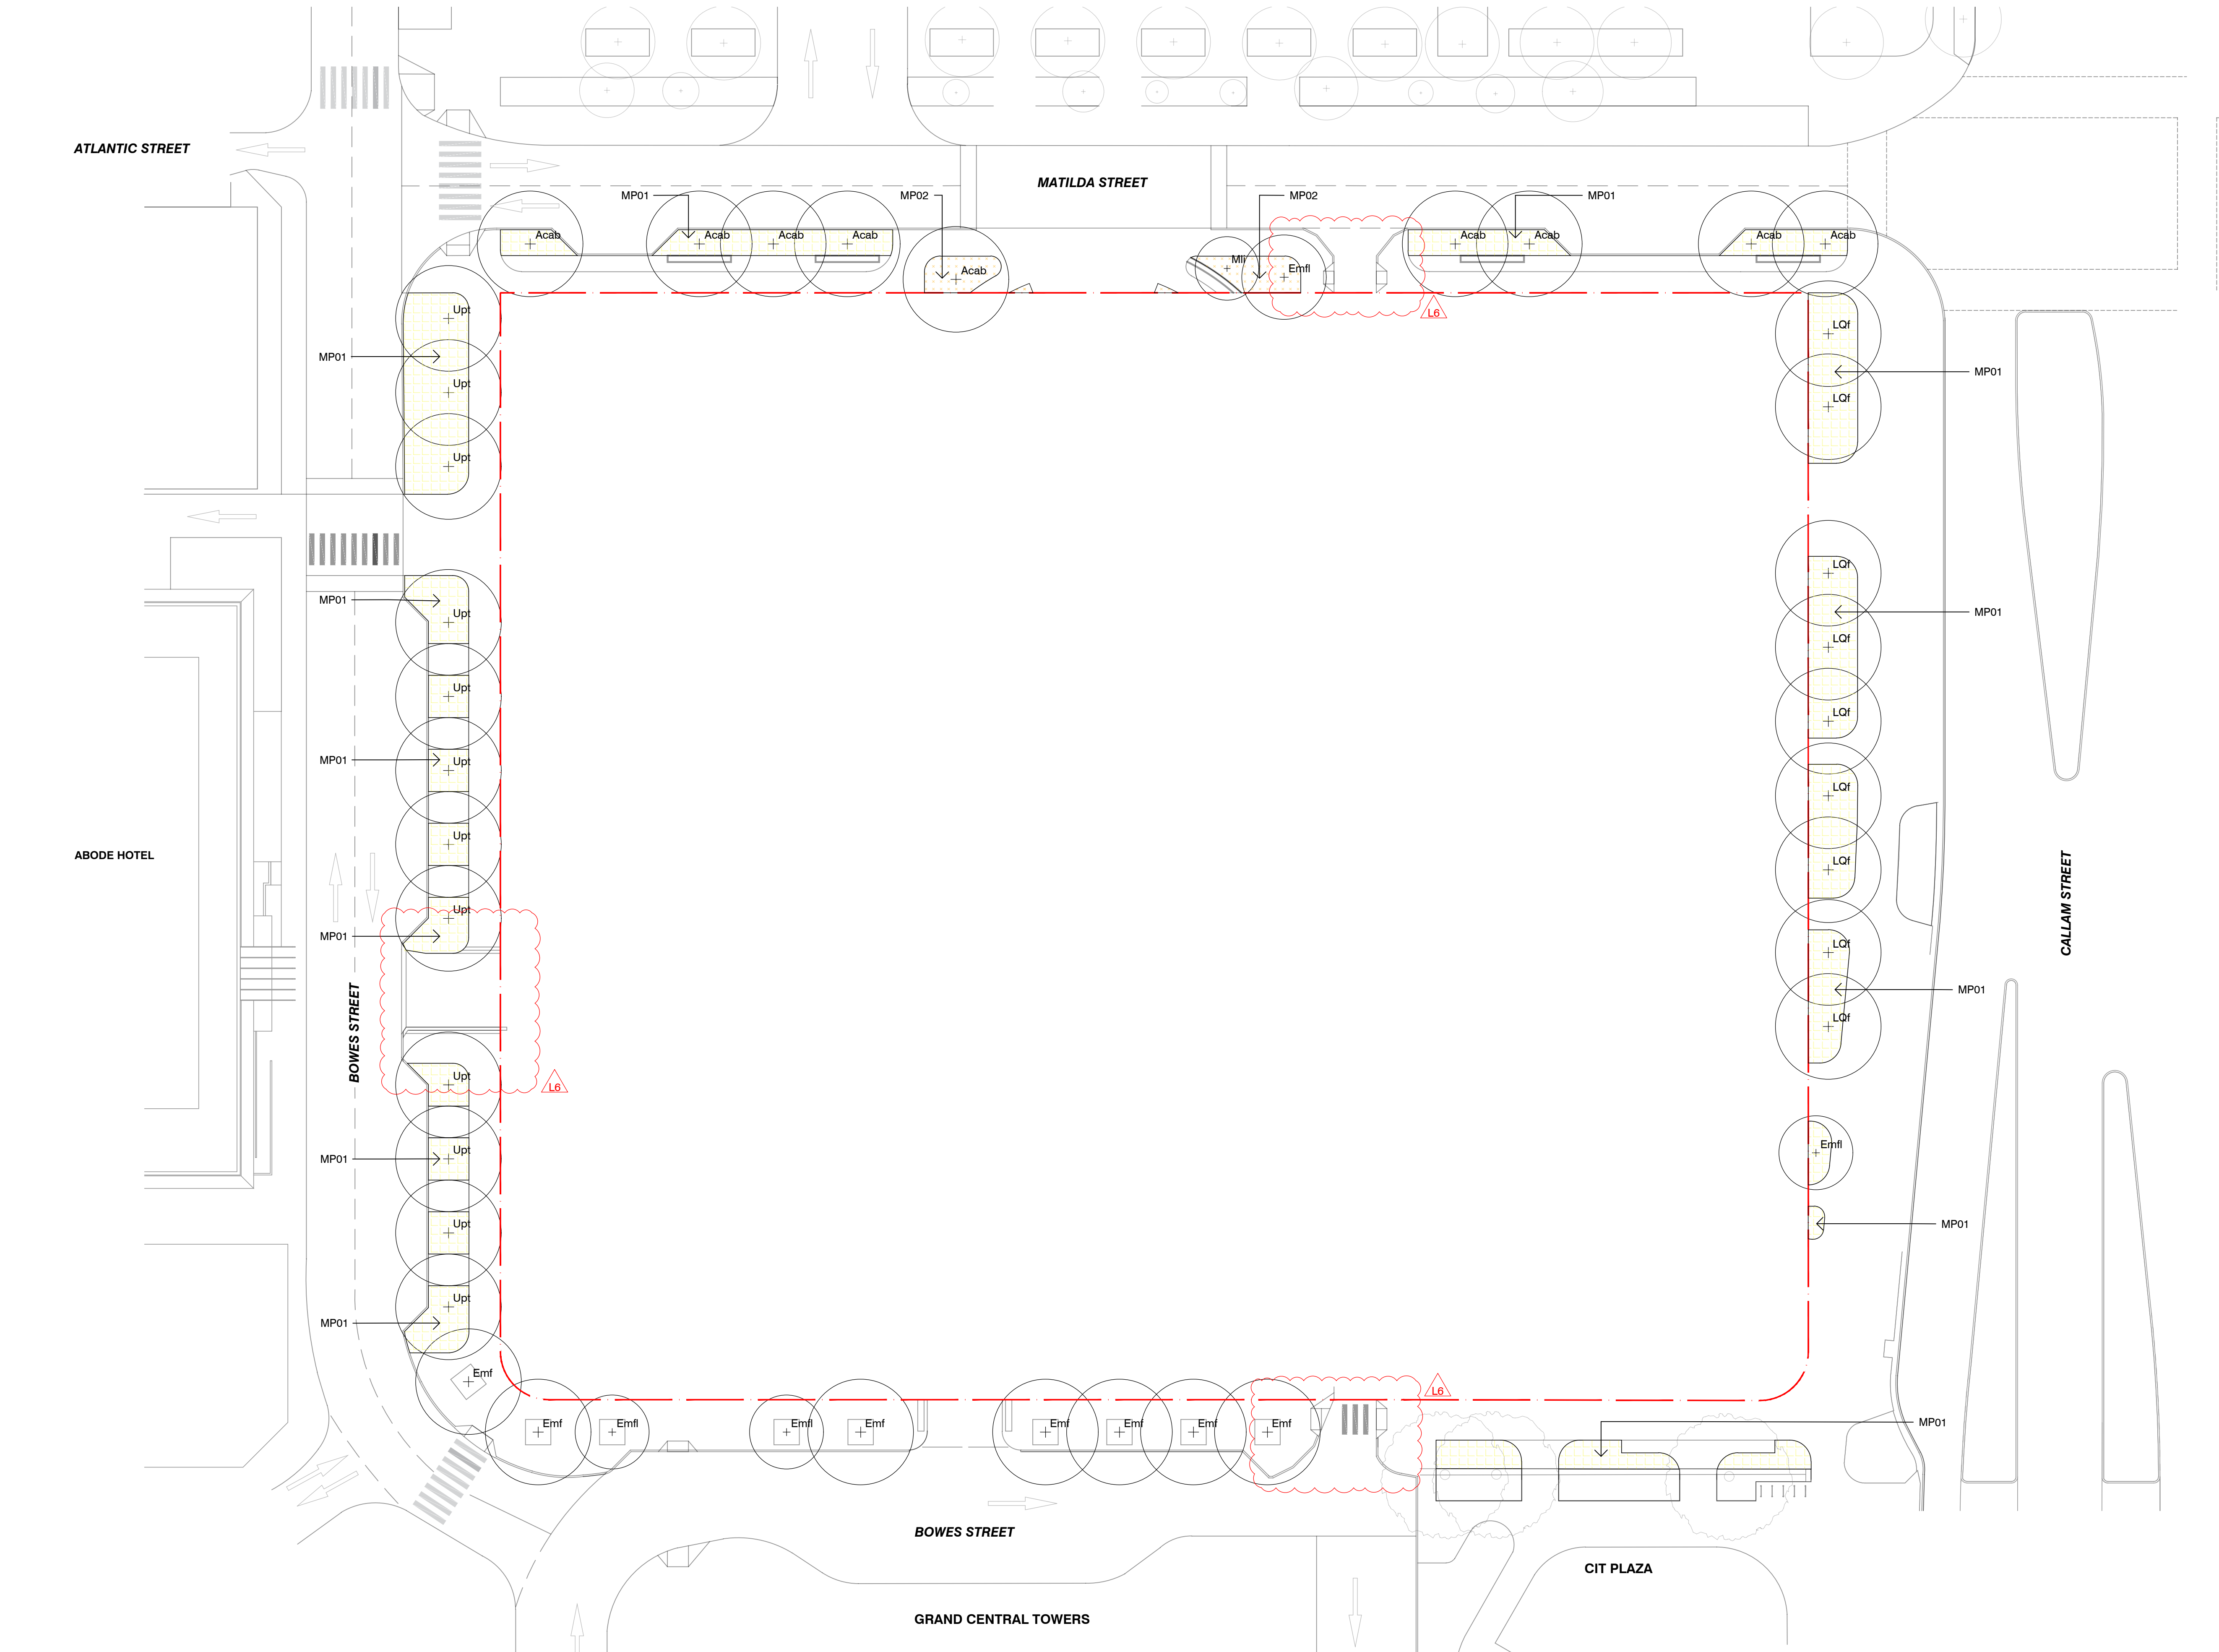 ATLANTIC STREET
MATILDA STREET
MP01
MP02
MP02
MP01
Acab
Acab
Acab
Acab
Acab
Mli
Emfl
Acab
Acab
Acab
Acab
L6
Upt
Upt
Upt
MP01
LQf
LQf
MP01
MP01
Upt
Upt
MP01
Upt
Upt
Upt
MP01
LQf
MP01
LQf
LQf
LQf
LQf
LQf
MP01
LQf
ABODE HOTEL
BOWES STREET
CALLAM STREET
L6
Upt
Upt
MP01
Upt
Upt
MP01
Emfl
MP01
Emf
Emf
Emfl
Emfl
Emf
Emf
Emf
Emf
Emf
L6
MP01
BOWES STREET
CIT PLAZA
GRAND CENTRAL TOWERS